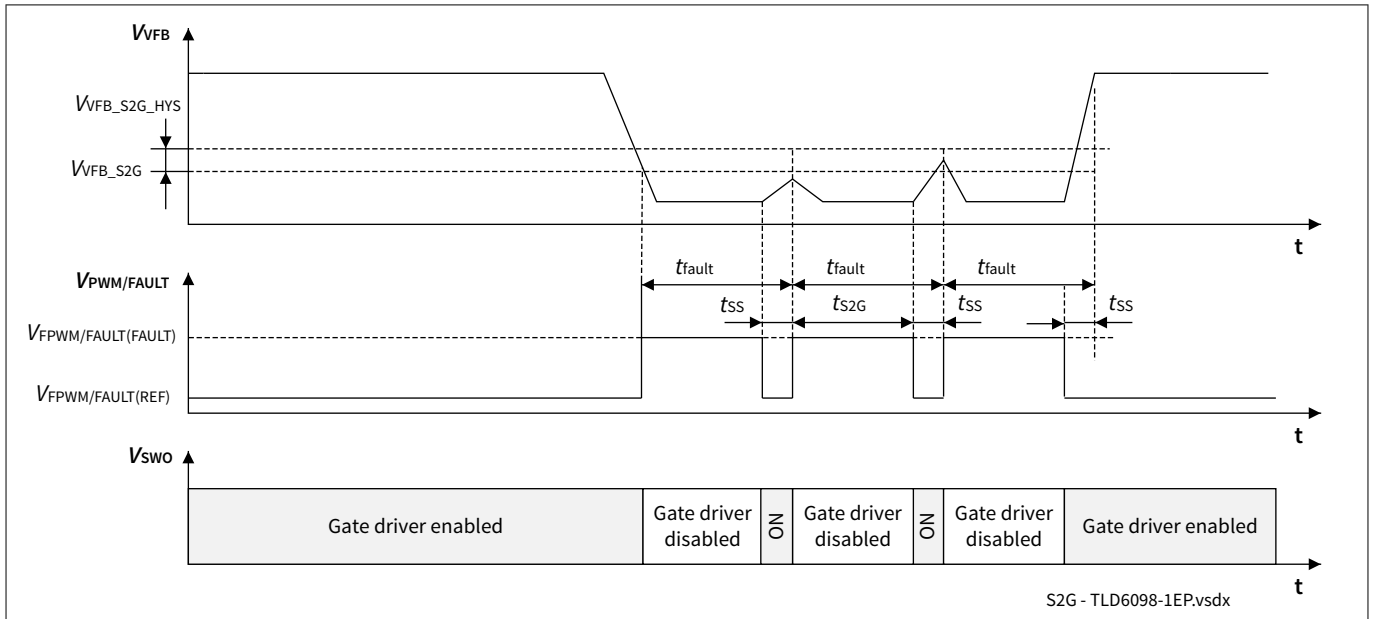 VVFB
VVFB_S2G_HYS
VVFB_S2G
t
VPWM/FAULT
tfault
tfault
tfault
tSS
tS2G
tSS
tSS
VFPWM/FAULT(FAULT)
VFPWM/FAULT(REF)
t
VSWO
Gate driver enabled
Gate driver
disabled
ON
Gate driver
disabled
ON
Gate driver
disabled
Gate driver enabled
t
S2G - TLD6098-1EP.vsdx